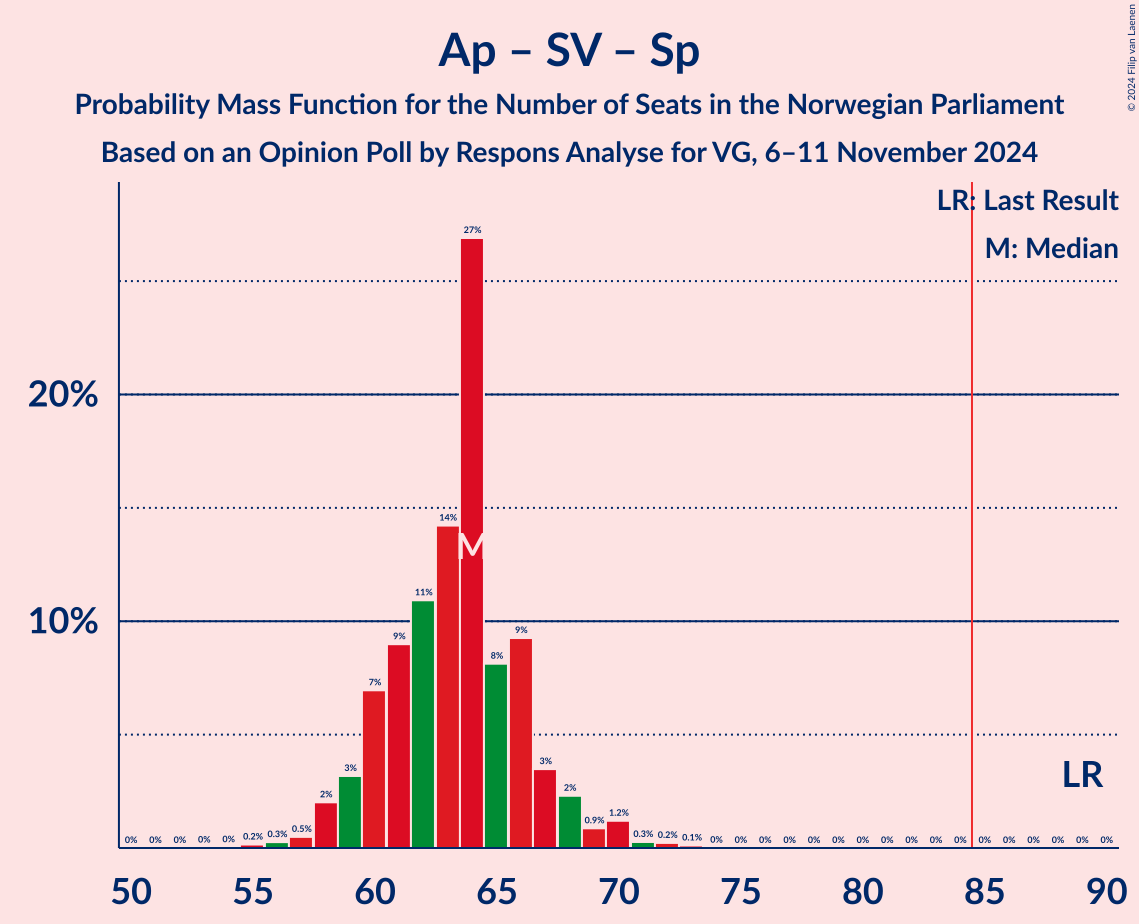 Ap – SV – Sp
Probability Mass Function for the Number of Seats in the Norwegian Parliament
Based on an Opinion Poll by Respons Analyse for VG, 6–11 November 2024
© 2024 Filip van Laenen
LR: Last Result
M: Median
27%
20%
14%
M
11%
10%
9%
9%
8%
7%
3%
3%
LR
2%
2%
0% 0% 0% 0% 0% 0.2% 0.3% 0.5% 0.9% 1.2% 0.3% 0.2% 0.1% 0% 0% 0% 0% 0% 0% 0% 0% 0% 0% 0% 0% 0% 0% 0% 0% 0%
50 55 60 65 70 75 80 85 90